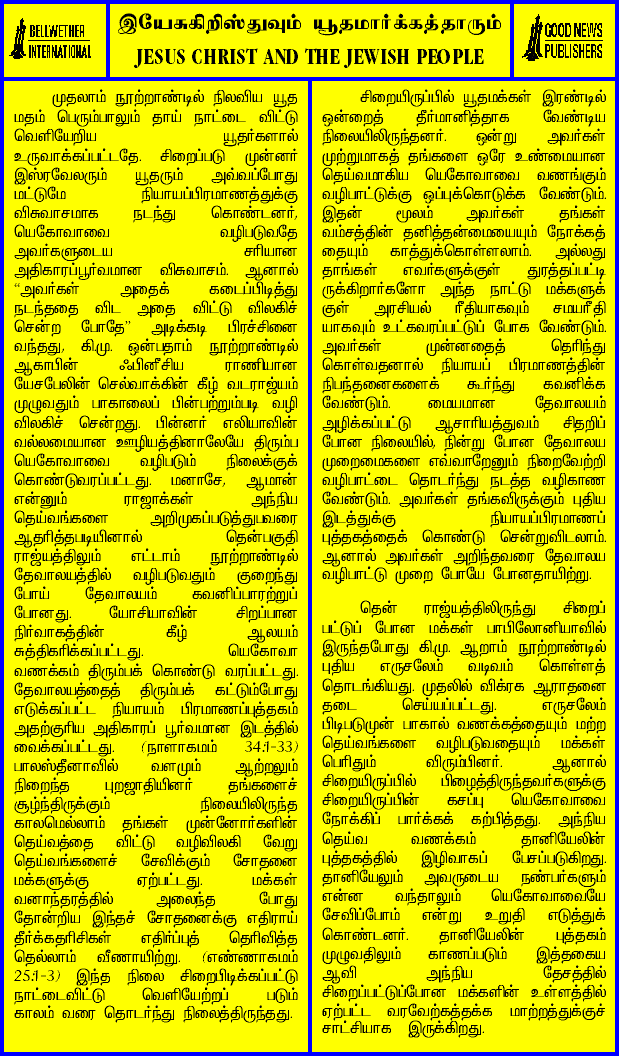 BELLWETHER
INTERNATIONAL
இயேசுகிறிஸ்துவும் யூதமார்க்கத்தாரும்
JESUS CHRIST AND THE JEWISH PEOPLE
GOOD NEWS
PUBLISHERS
முதலாம் நூற்றாண்டில் நிலவிய யூத
மதம் பெரும்பாலும் தாய் நாட்டை விட்டு
வெளியேறிய யூதர்களால்
உருவாக்கப்பட்டதே. சிறைப்படு முன்னர்
இஸ்ரவேலரும் யூதரும் அவ்வப்போது
மட்டுமே நியாயப்பிரமாணத்துக்கு
விசுவாசமாக நடந்து கொண்டனர்,
யெகோவாவை வழிபடுவதே
அவர்களுடைய சரியான
அதிகாரப்பூர்வமான விசுவாசம். ஆனால்
“அவர்கள் அதைக் கடைப்பிடித்து
நடந்ததை விட அதை விட்டு விலகிச்
சென்ற போதே” அடிக்கடி பிரச்சினை
வந்தது, கி.மு. ஒன்பதாம் நூற்றாண்டில்
ஆகாபின் ஃபினீசிய ராணியான
யேசபேலின் செல்வாக்கின் கீழ் வடராஜ்யம்
முழுவதும் பாகாலைப் பின்பற்றும்படி வழி
விலகிச் சென்றது. பின்னர் எலியாவின்
வல்லமையான ஊழியத்தினாலேயே திரும்ப
யெகோவாவை வழிபடும் நிலைக்குக்
கொண்டுவரப்பட்டது. மனாசே, ஆமான்
என்னும் ராஜாக்கள் அந்நிய
தெய்வங்களை அறிமுகப்படுத்துபவரை
ஆதரித்தபடியினால் தென்பகுதி
ராஜ்யத்திலும் எட்டாம் நூற்றாண்டில்
தேவாலயத்தில் வழிபடுவதும் குறைந்து
போய் தேவாலயம் கவனிப்பாரற்றுப்
போனது. யோசியாவின் சிறப்பான
நிர்வாகத்தின் கீழ் ஆலயம்
சுத்திகரிக்கப்பட்டது. யெகோவா
வணக்கம் திரும்பக் கொண்டு வரப்பட்டது.
தேவாலயத்தைத் திரும்பக் கட்டும்போது
எடுக்கப்பட்ட நியாயம் பிரமாணப்புத்தகம்
அதற்குரிய அதிகாரப் பூர்வமான இடத்தில்
வைக்கப்பட்டது. (நாளாகமம் 34:1-33)
பாலஸ்தீனாவில் வளமும் ஆற்றலும்
நிறைந்த புறஜாதியினர் தங்களைச்
சூழ்ந்திருக்கும் நிலையிலிருந்த
காலமெல்லாம் தங்கள் முன்னோர்களின்
தெய்வத்தை விட்டு வழிவிலகி வேறு
தெய்வங்களைச் சேவிக்கும் சோதனை
மக்களுக்கு ஏற்பட்டது. மக்கள்
வனாந்தரத்தில் அலைந்த போது
தோன்றிய இந்தச் சோதனைக்கு எதிராய்
தீர்க்கதரிசிகள் எதிர்ப்புத் தெரிவித்த
தெல்லாம் வீணாயிற்று. (எண்ணாகமம்
25:1-3) இந்த நிலை சிறைபிடிக்கப்பட்டு
நாட்டைவிட்டு வெளியேற்றப் படும்
காலம் வரை தொடர்ந்து நிலைத்திருந்தது.
சிறையிருப்பில் யூதமக்கள் இரண்டில்
ஒன்றைத் தீர்மானித்தாக வேண்டிய
நிலையிலிருந்தனர். ஒன்று அவர்கள்
முற்றுமாகத் தங்களை ஒரே உண்மையான
தெய்வமாகிய யெகோவாவை வணங்கும்
வழிபாட்டுக்கு ஒப்புக்கொடுக்க வேண்டும்.
இதன் மூலம் அவர்கள் தங்கள்
வம்சத்தின் தனித்தன்மையையும் நோக்கத்
தையும் காத்துக்கொள்ளலாம். அல்லது
தாங்கள் எவர்களுக்குள் துரத்தப்பட்டி
ருக்கிறார்களோ அந்த நாட்டு மக்களுக்
குள் அரசியல் ரீதியாகவும் சமயரீதி
யாகவும் உட்கவரப்பட்டுப் போக வேண்டும்.
அவர்கள் முன்னதைத் தெரிந்து
கொள்வதனால் நியாயப் பிரமாணத்தின்
நிபந்தனைகளைக் கூர்ந்து கவனிக்க
வேண்டும். மையமான தேவாலயம்
அழிக்கப்பட்டு ஆசாரியத்துவம் சிதறிப்
போன நிலையில், நின்று போன தேவாலய
முறைமைகளை எவ்வாறேனும் நிறைவேற்றி
வழிபாட்டை தொடர்ந்து நடத்த வழிகாண
வேண்டும். அவர்கள் தங்கவிருக்கும் புதிய
இடத்துக்கு நியாயப்பிரமாணப்
புத்தகத்தைக் கொண்டு சென்றுவிடலாம்.
ஆனால் அவர்கள் அறிந்தவரை தேவாலய
வழிபாட்டு முறை போயே போனதாயிற்று.
தென் ராஜ்யத்திலிருந்து சிறைப்
பட்டுப் போன மக்கள் பாபிலோனியாவில்
இருந்தபோது கி.மு. ஆறாம் நூற்றாண்டில்
புதிய எருசலேம் வடிவம் கொள்ளத்
தொடங்கியது. முதலில் விக்ரக ஆராதனை
தடை செய்யப்பட்டது. எருசலேம்
பிடிபடுமுன் பாகால் வணக்கத்தையும் மற்ற
தெய்வங்களை வழிபடுவதையும் மக்கள்
பெரிதும் விரும்பினர். ஆனால்
சிறையிருப்பில் பிழைத்திருந்தவர்களுக்கு
சிறையிருப்பின் கசப்பு யெகோவாவை
நோக்கிப் பார்க்கக் கற்பித்தது. அந்நிய
தெய்வ வணக்கம் தானியேலின்
புத்தகத்தில் இழிவாகப் பேசப்படுகிறது.
தானியேலும் அவருடைய நண்பர்களும்
என்ன வந்தாலும் யெகோவாவையே
சேவிப்போம் என்று உறுதி எடுத்துக்
கொண்டனர். தானியேலின் புத்தகம்
முழுவதிலும் காணப்படும் இத்தகைய
ஆவி அந்நிய தேசத்தில்
சிறைப்பட்டுப்போன மக்களின் உள்ளத்தில்
ஏற்பட்ட வரவேற்கத்தக்க மாற்றத்துக்குச்
சாட்சியாக இருக்கிறது.